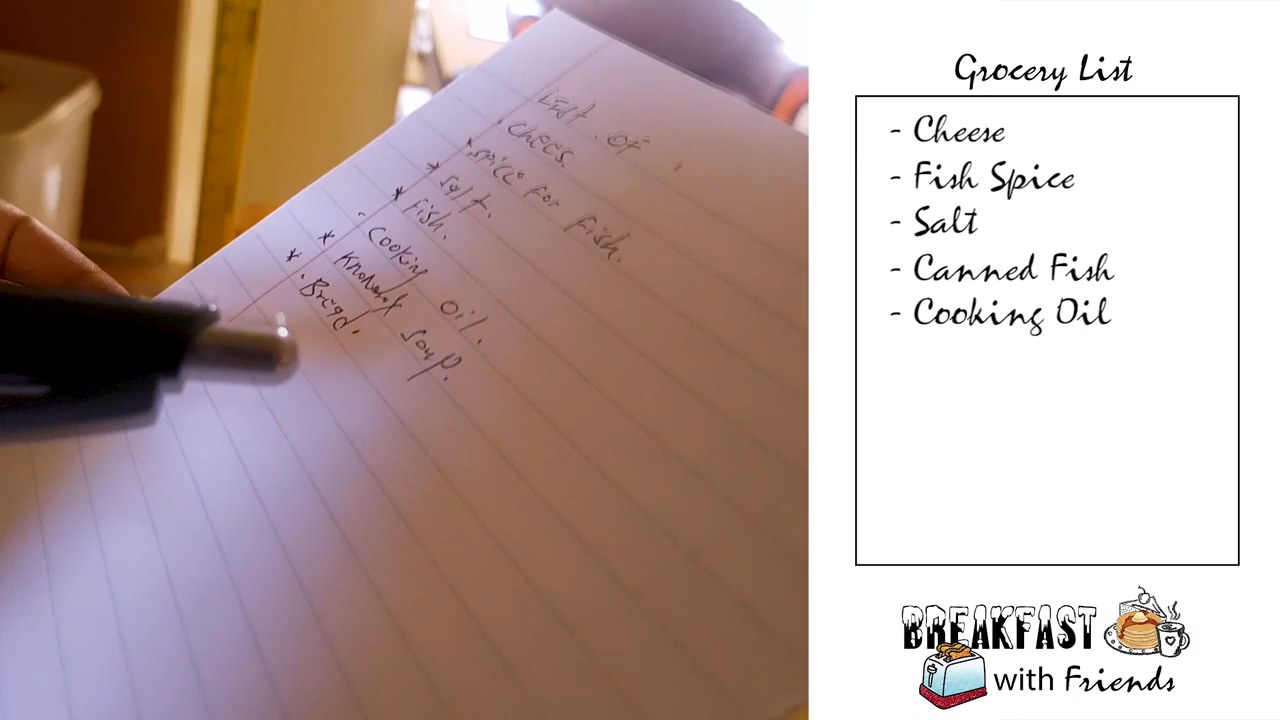 List OF
Chees.
Spice for fish.
Salt.
Fish.
Cooking Oil.
Soup.
Bread.
Grocery List
- Cheese
- Fish Spice
- Salt
- Canned Fish
- Cooking Oil
BREAKFAST
with Friends